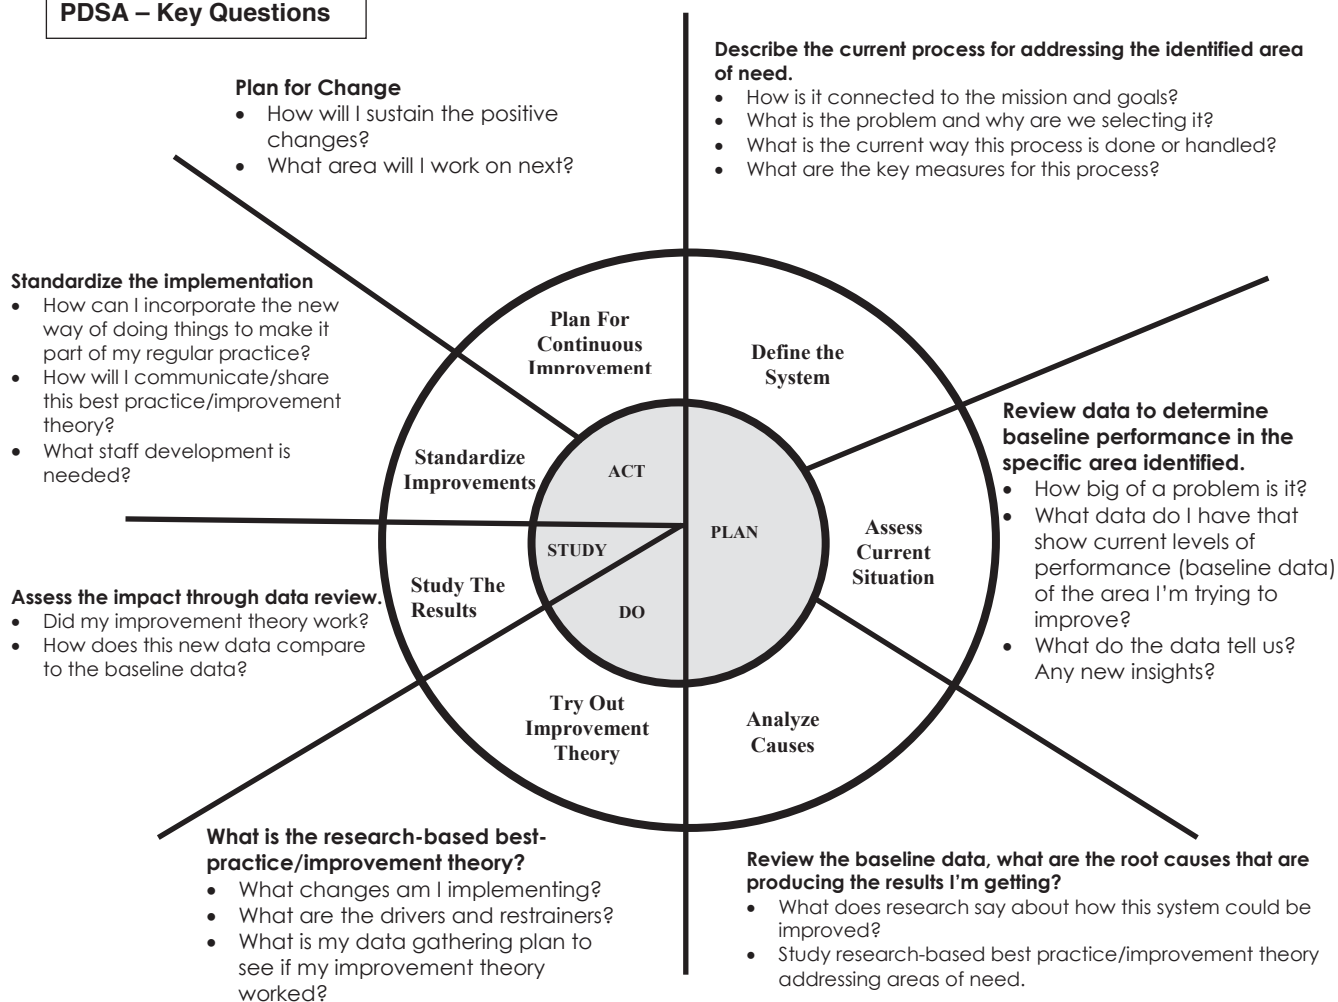 PDSA – Key Questions
Describe the current process for addressing the identified area
of need.
• How is it connected to the mission and goals?
• What is the problem and why are we selecting it?
• What is the current way this process is done or handled?
• What are the key measures for this process?
Plan for Change
• How will I sustain the positive
changes?
• What area will I work on next?
Standardize the implementation
• How can I incorporate the new
way of doing things to make it
part of my regular practice?
• How will I communicate/share
this best practice/improvement
theory?
• What staff development is
needed?
Plan For
Continuous
Improvement
Define the
System
Review data to determine
baseline performance in the
specific area identified.
• How big of a problem is it?
• What data do I have that
show current levels of
performance (baseline data)
of the area I'm trying to
improve?
• What do the data tell us?
Any new insights?
Standardize
Improvements
ACT
PLAN
STUDY
DO
Assess
Current
Situation
Study The
Results
Assess the impact through data review.
• Did my improvement theory work?
• How does this new data compare
to the baseline data?
Try Out
Improvement
Theory
Analyze
Causes
What is the research-based best-
practice/improvement theory?
• What changes am I implementing?
• What are the drivers and restrainers?
• What is my data gathering plan to
see if my improvement theory
worked?
Review the baseline data, what are the root causes that are
producing the results I'm getting?
• What does research say about how this system could be
improved?
• Study research-based best practice/improvement theory
addressing areas of need.